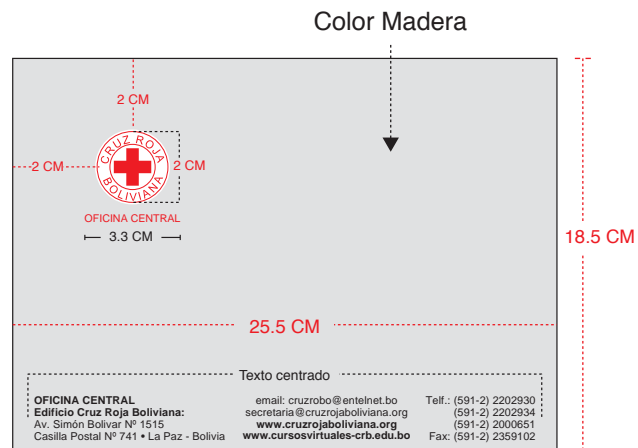 Color Madera
2 CM
2 CM
CRUZ ROJA
BOLIVIANA
2 CM
OFICINA CENTRAL
3.3 CM
18.5 CM
25.5 CM
Texto centrado
OFICINA CENTRAL
Edificio Cruz Roja Boliviana:
Av. Simón Bolivar Nº 1515
Casilla Postal Nº 741 • La Paz - Bolivia
email: cruzrobo@entelnet.bo
secretaria@cruzrojaboliviana.org
www.cruzrojaboliviana.org
www.cursosvirtuales-crb.edu.bo
Telf.: (591-2) 2202930
(591-2) 2202934
(591-2) 2000651
Fax: (591-2) 2359102